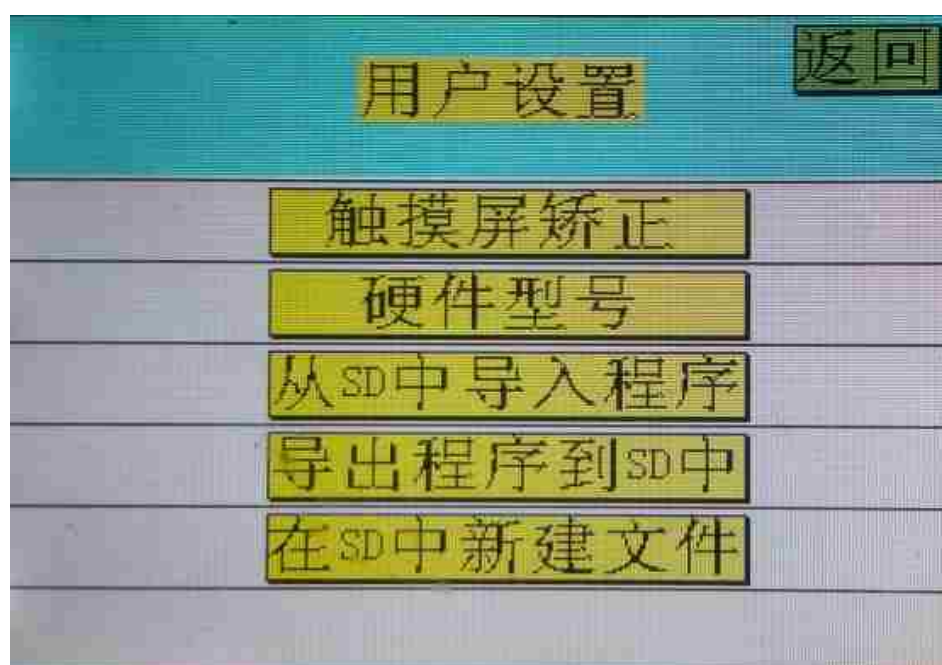 返回
用户设置
触摸屏矫正
硬件型号
从SD中导入程序
导出程序到SD中
在SD中新建文件